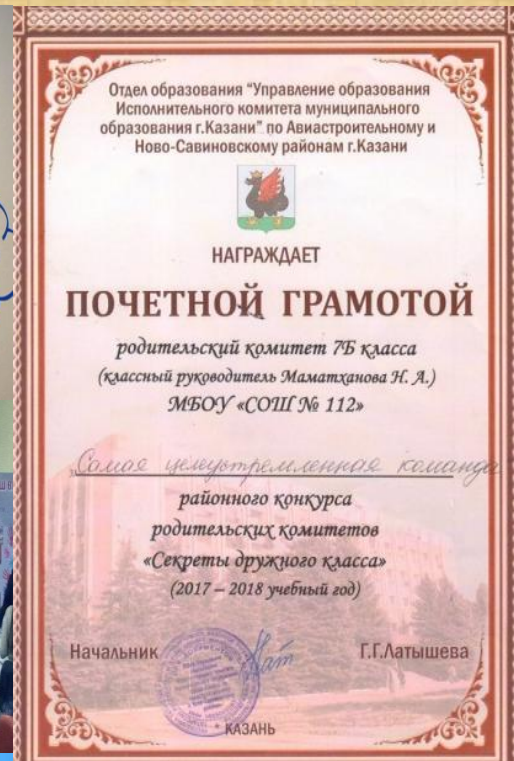 Отдел образования "Управление образования
Исполнительного комитета муниципального
образования г.Казани" по Авиастроительному и
Ново-Савиновскому районам г.Казани
НАГРАЖДАЕТ
ПОЧЕТНОЙ ГРАМОТОЙ
родительский комитет 7Б класса
(классный руководитель Маматханова Н. А.)
МБОУ «СОШ № 112»
Самая целеустремленная команда
районного конкурса
родительских комитетов
«Секреты дружного класса»
(2017 – 2018 учебный год)
Начальник Г.Г.Латышева
КАЗАНЬ